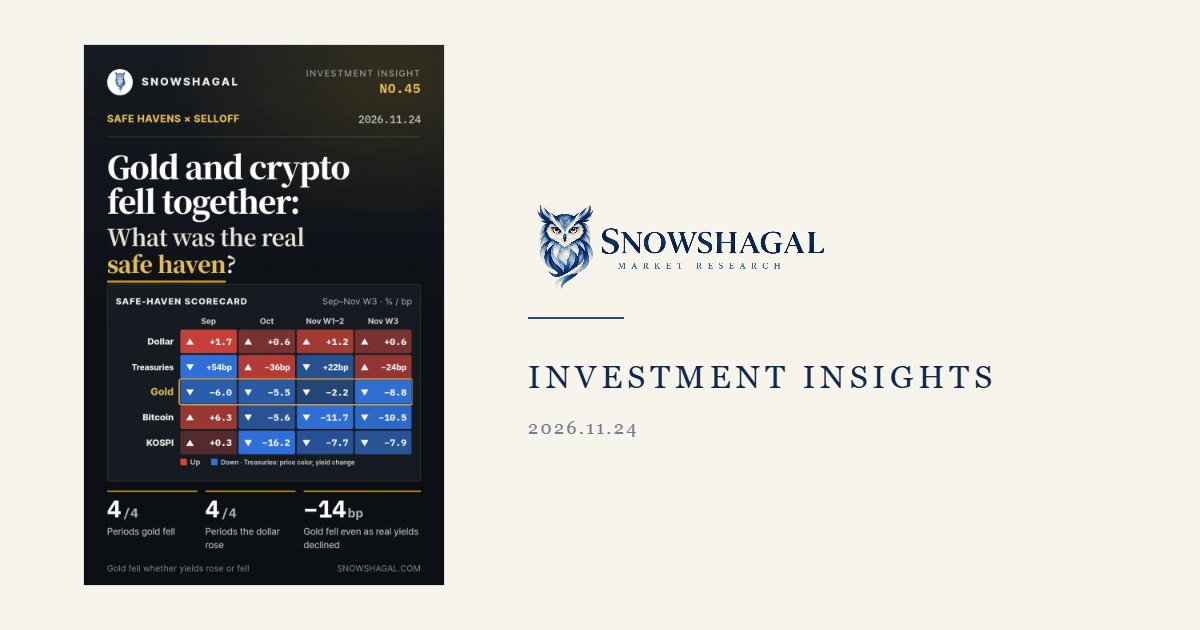 SNOWSHAGAL
INVESTMENT INSIGHT
NO.45
SAFE HAVENS × SELLOFF
2026.11.24
Gold and crypto
fell together:
What was the real
safe haven?
SAFE-HAVEN SCORECARD
Sep–Nov W3 · % / bp
Sep Oct Nov W1–2 Nov W3
Dollar ▲ +1.7 ▲ +0.6 ▲ +1.2 ▲ +0.6
Treasuries ▼ +54bp ▲ −36bp ▼ +22bp ▲ −24bp
Gold ▼ −6.0 ▼ −5.5 ▼ −2.2 ▼ −8.8
Bitcoin ▲ +6.3 ▼ −5.6 ▼ −11.7 ▼ −10.5
KOSPI ▲ +0.3 ▼ −16.2 ▼ −7.7 ▼ −7.9
Up Down · Treasuries: price color, yield change
4/4
Periods gold fell
4/4
Periods the dollar
rose
−14bp
Gold fell even as real yields
declined
Gold fell whether yields rose or fell
SNOWSHAGAL.COM
SNOWSHAGAL
MARKET RESEARCH
INVESTMENT INSIGHTS
2026.11.24